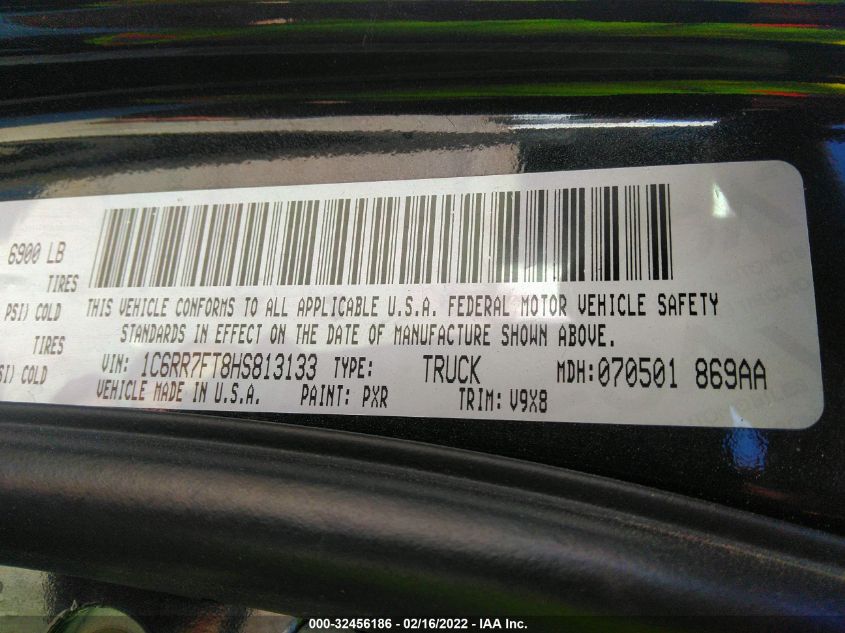 6900 LB
TIRES
THIS VEHICLE CONFORMS TO ALL APPLICABLE U.S.A. FEDERAL MOTOR VEHICLE SAFETY
PSI) COLD
STANDARDS IN EFFECT ON THE DATE OF MANUFACTURE SHOWN ABOVE.
TIRES
VIN: 1C6RR7FT8HS813133 TYPE: TRUCK MDH:070501 869AA
SI) COLD
VEHICLE MADE IN U.S.A. PAINT: PXR TRIM: V9X8
000-32456186 - 02/16/2022 - IAA Inc.